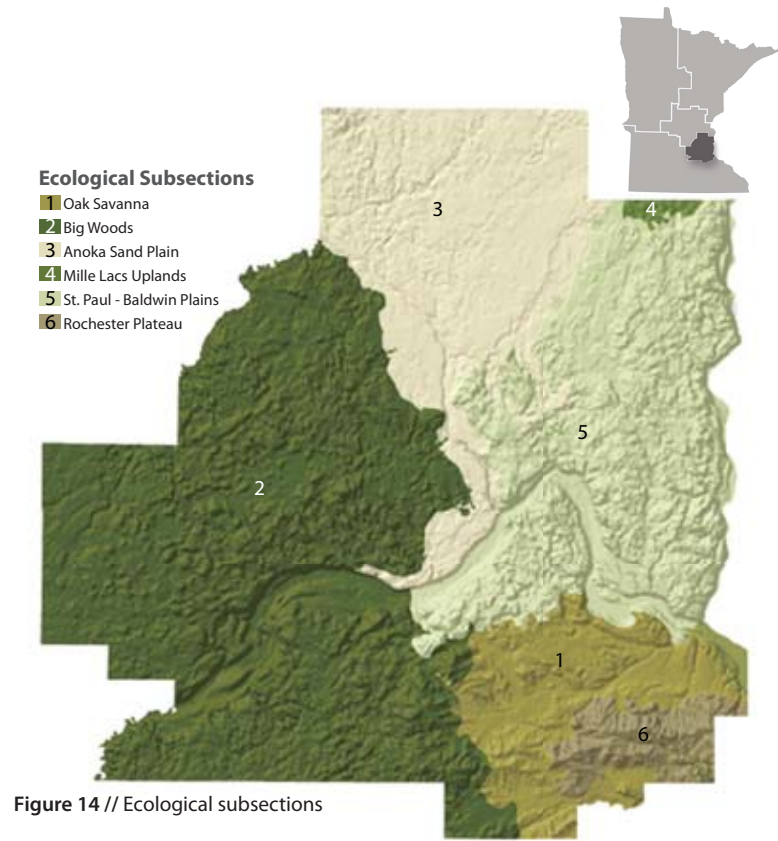 Ecological Subsections
1 Oak Savanna
2 Big Woods
3 Anoka Sand Plain
4 Mille Lacs Uplands
5 St. Paul - Baldwin Plains
6 Rochester Plateau
3
4
5
2
1
6
Figure 14 // Ecological subsections